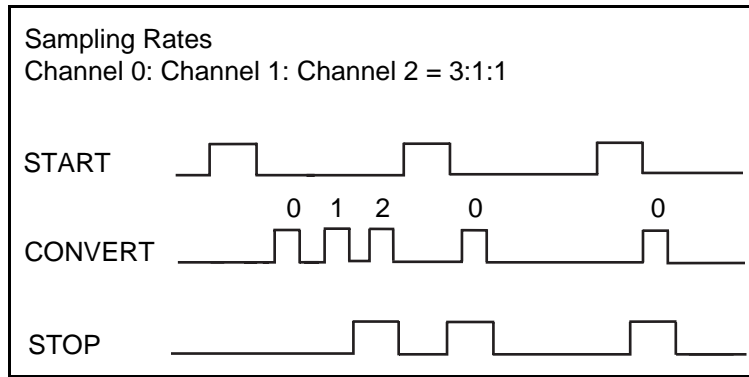 Sampling Rates
Channel 0: Channel 1: Channel 2 = 3:1:1
START
0 1 2 0 0
CONVERT
STOP